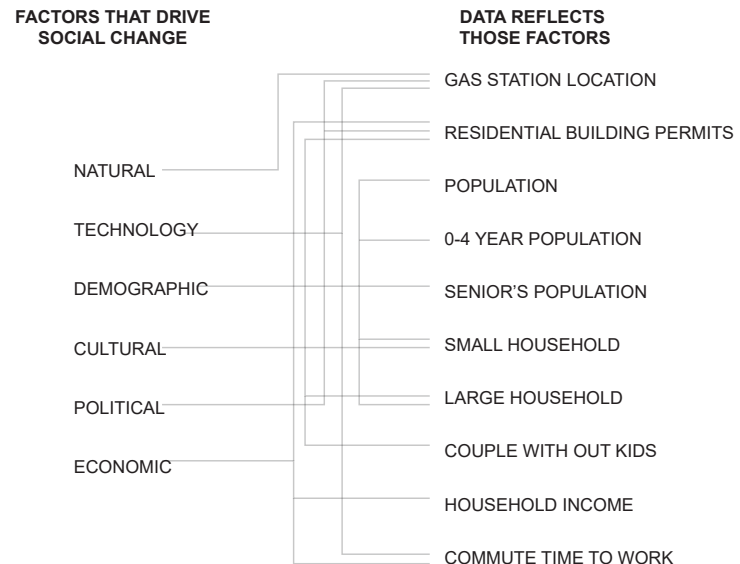 FACTORS THAT DRIVE
SOCIAL CHANGE
NATURAL
TECHNOLOGY
DEMOGRAPHIC
CULTURAL
POLITICAL
ECONOMIC
DATA REFLECTS
THOSE FACTORS
GAS STATION LOCATION
RESIDENTIAL BUILDING PERMITS
POPULATION
0-4 YEAR POPULATION
SENIOR'S POPULATION
SMALL HOUSEHOLD
LARGE HOUSEHOLD
COUPLE WITH OUT KIDS
HOUSEHOLD INCOME
COMMUTE TIME TO WORK